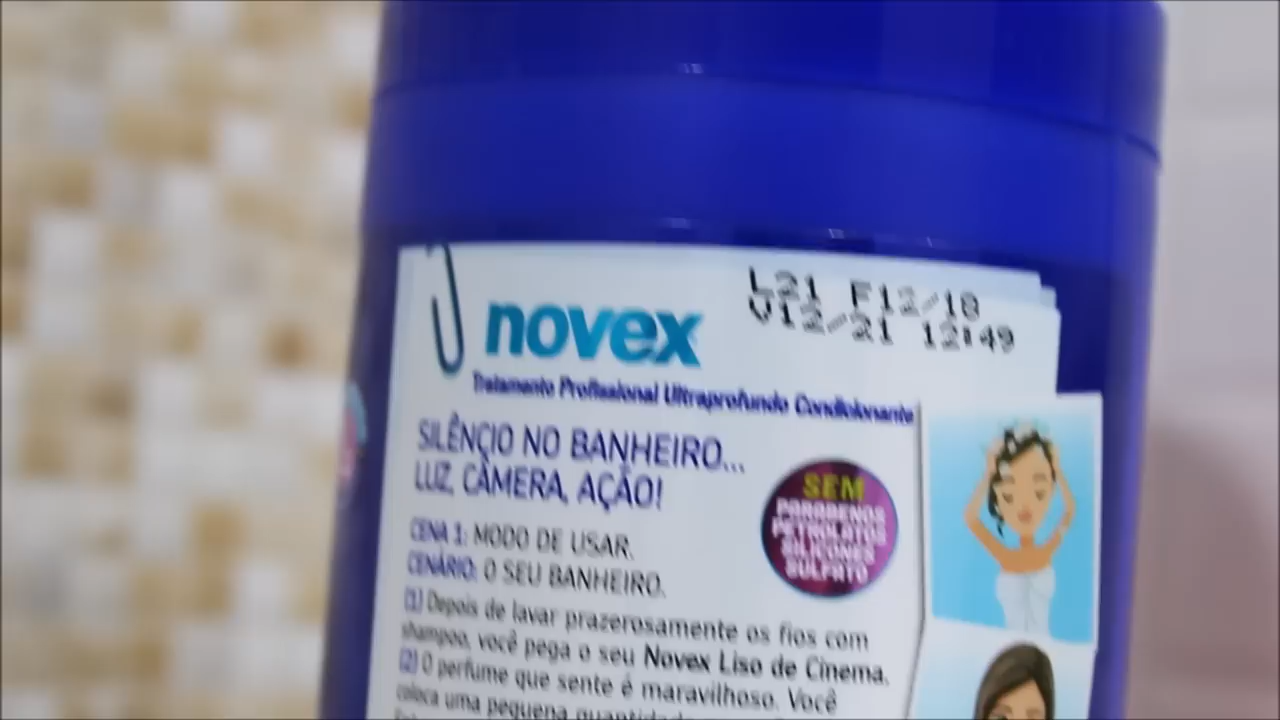 novex
L21 F12/18
V12/21 12:49
Tratamento Profissional Ultraprofundo Condicionante
SILÊNCIO NO BANHEIRO...
LUZ, CÂMERA, AÇÃO!
SEM
PARABENOS
PETROLATOS
SILICONES
SULFATO
CENA 1: MODO DE USAR.
CENÁRIO: O SEU BANHEIRO.
(1) Depois de lavar prazerosamente os fios com
shampoo, você pega o seu Novex Liso de Cinema.
(2) O perfume que sente é maravilhoso. Você
coloca uma pequena quantidade